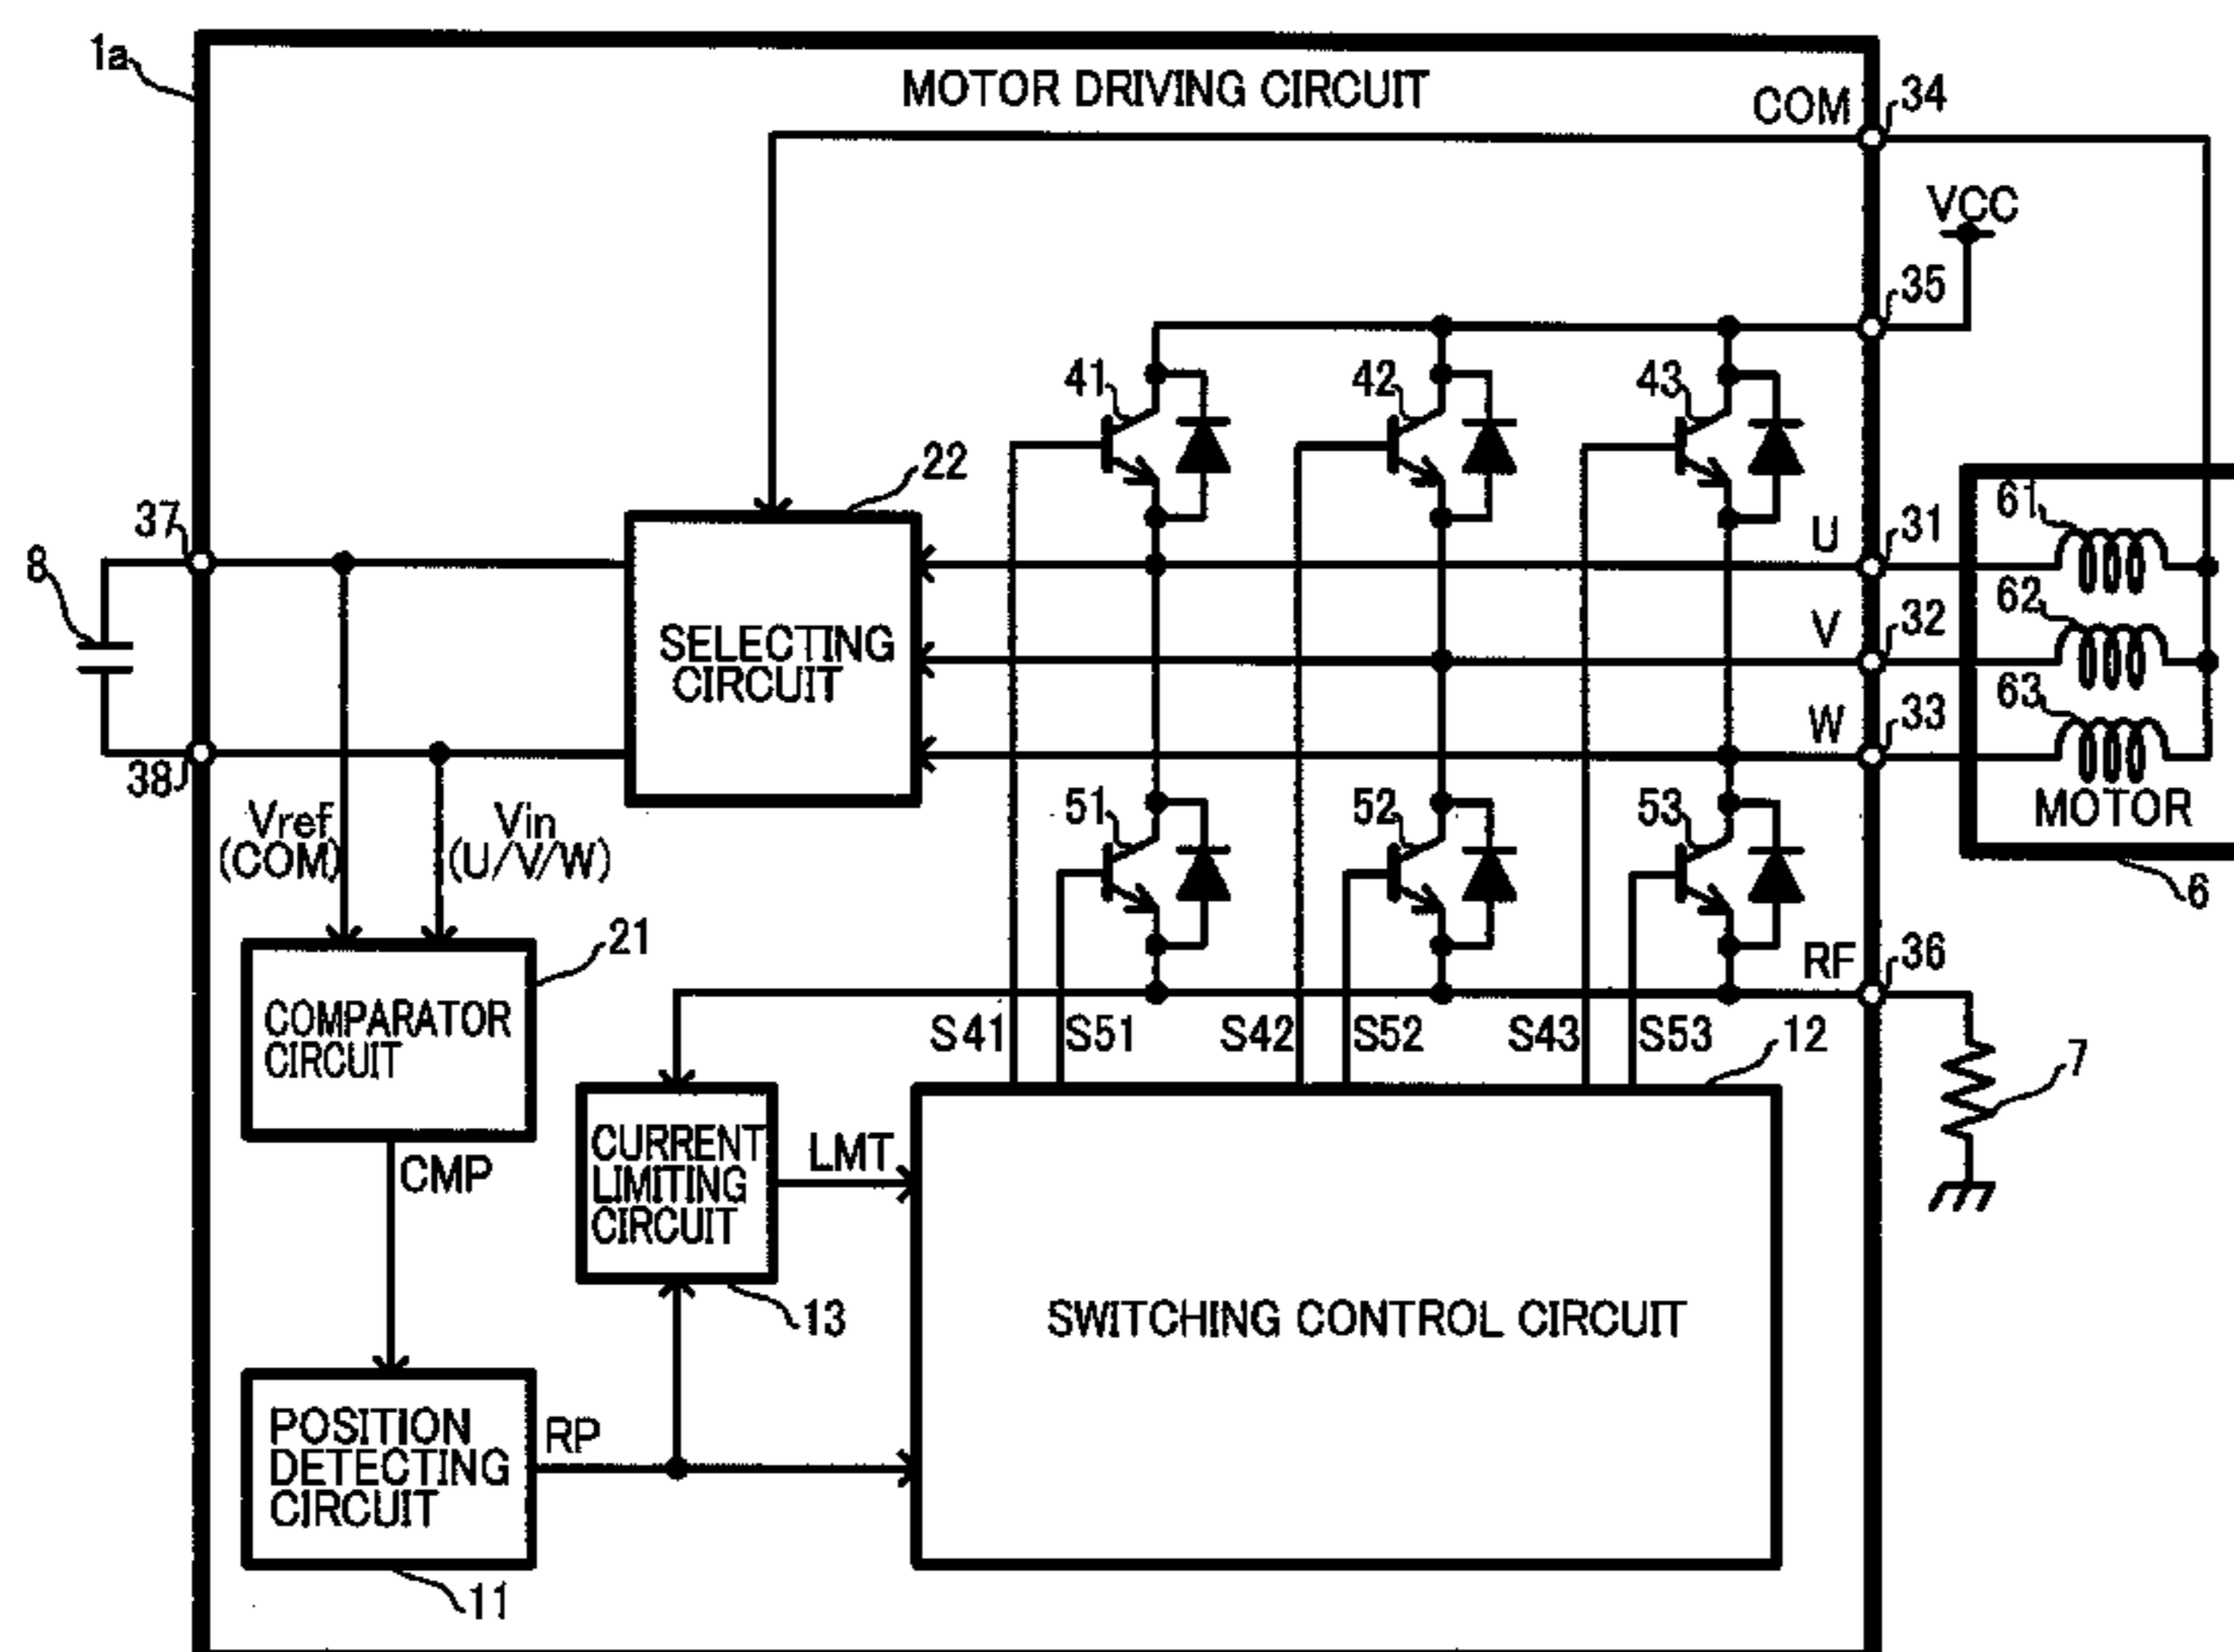 1a
MOTOR DRIVING CIRCUIT
COM
34
VCC
35
41
42
43
22
37
8
SELECTING
CIRCUIT
U
31
61
V
32
62
W
33
63
MOTOR
6
38
Vref
(COM)
Vin
(U/V/W)
51
52
53
21
COMPARATOR
CIRCUIT
RF
36
S41
S51
S42
S52
S43
S53
12
7
CMP
CURRENT
LIMITING
CIRCUIT
LMT
13
SWITCHING CONTROL CIRCUIT
POSITION
DETECTING
CIRCUIT
RP
11